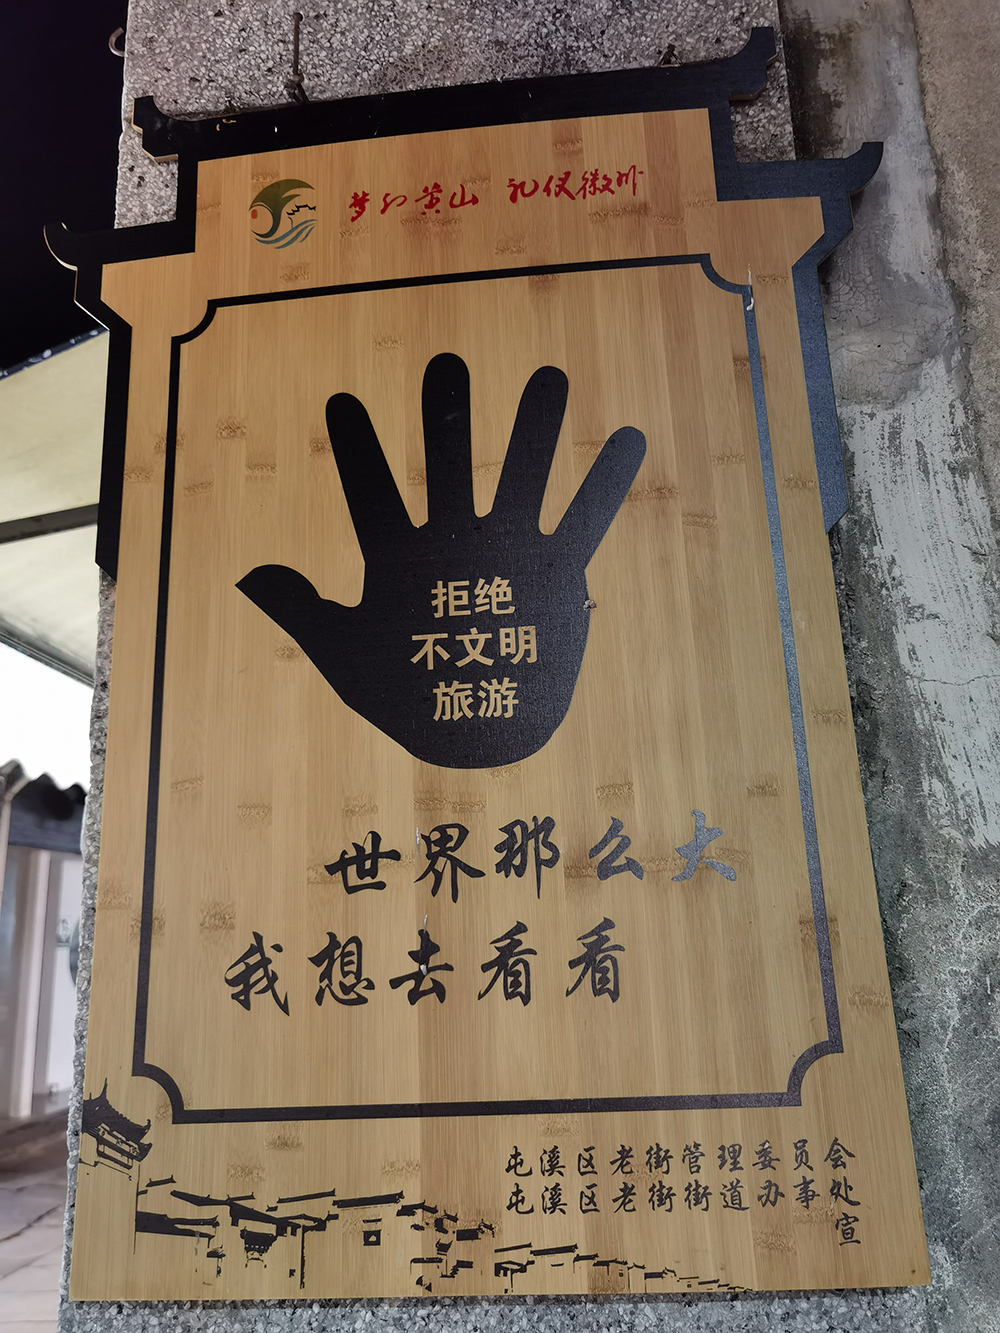 梦幻黄山 礼仪徽州
拒绝
不文明
旅游
世界那么大
我想去看看
屯溪区老街管理委员会
屯溪区老街街道办事处
宣